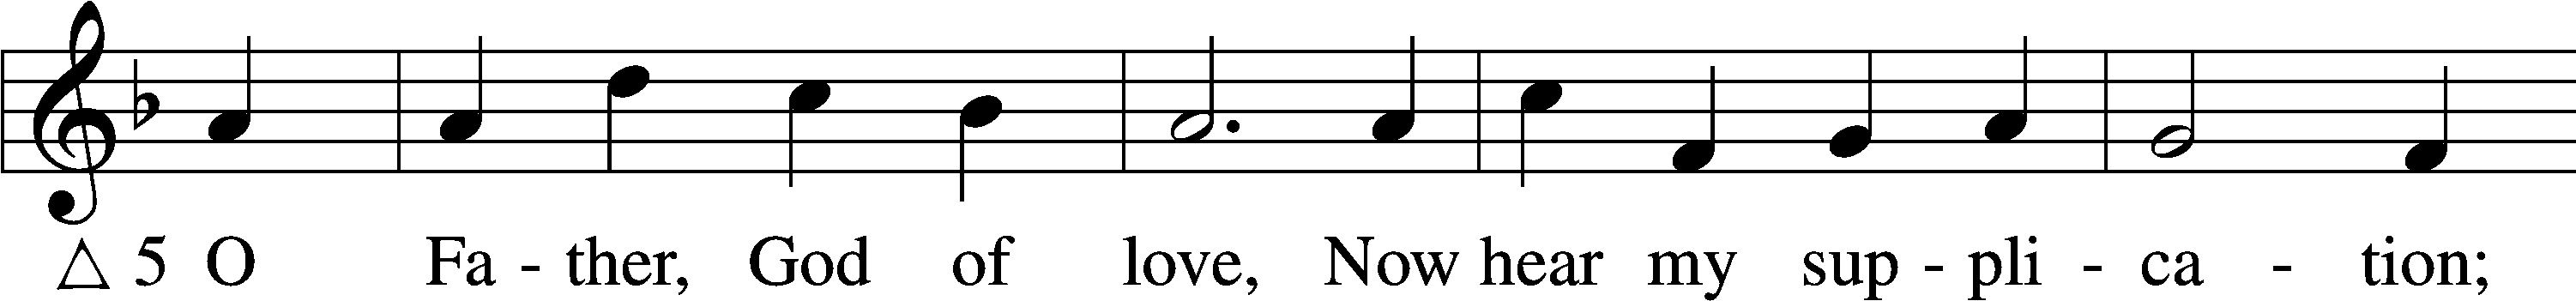 △ 5 O Fa - ther, God of love, Now hear my sup - pli - ca - tion;